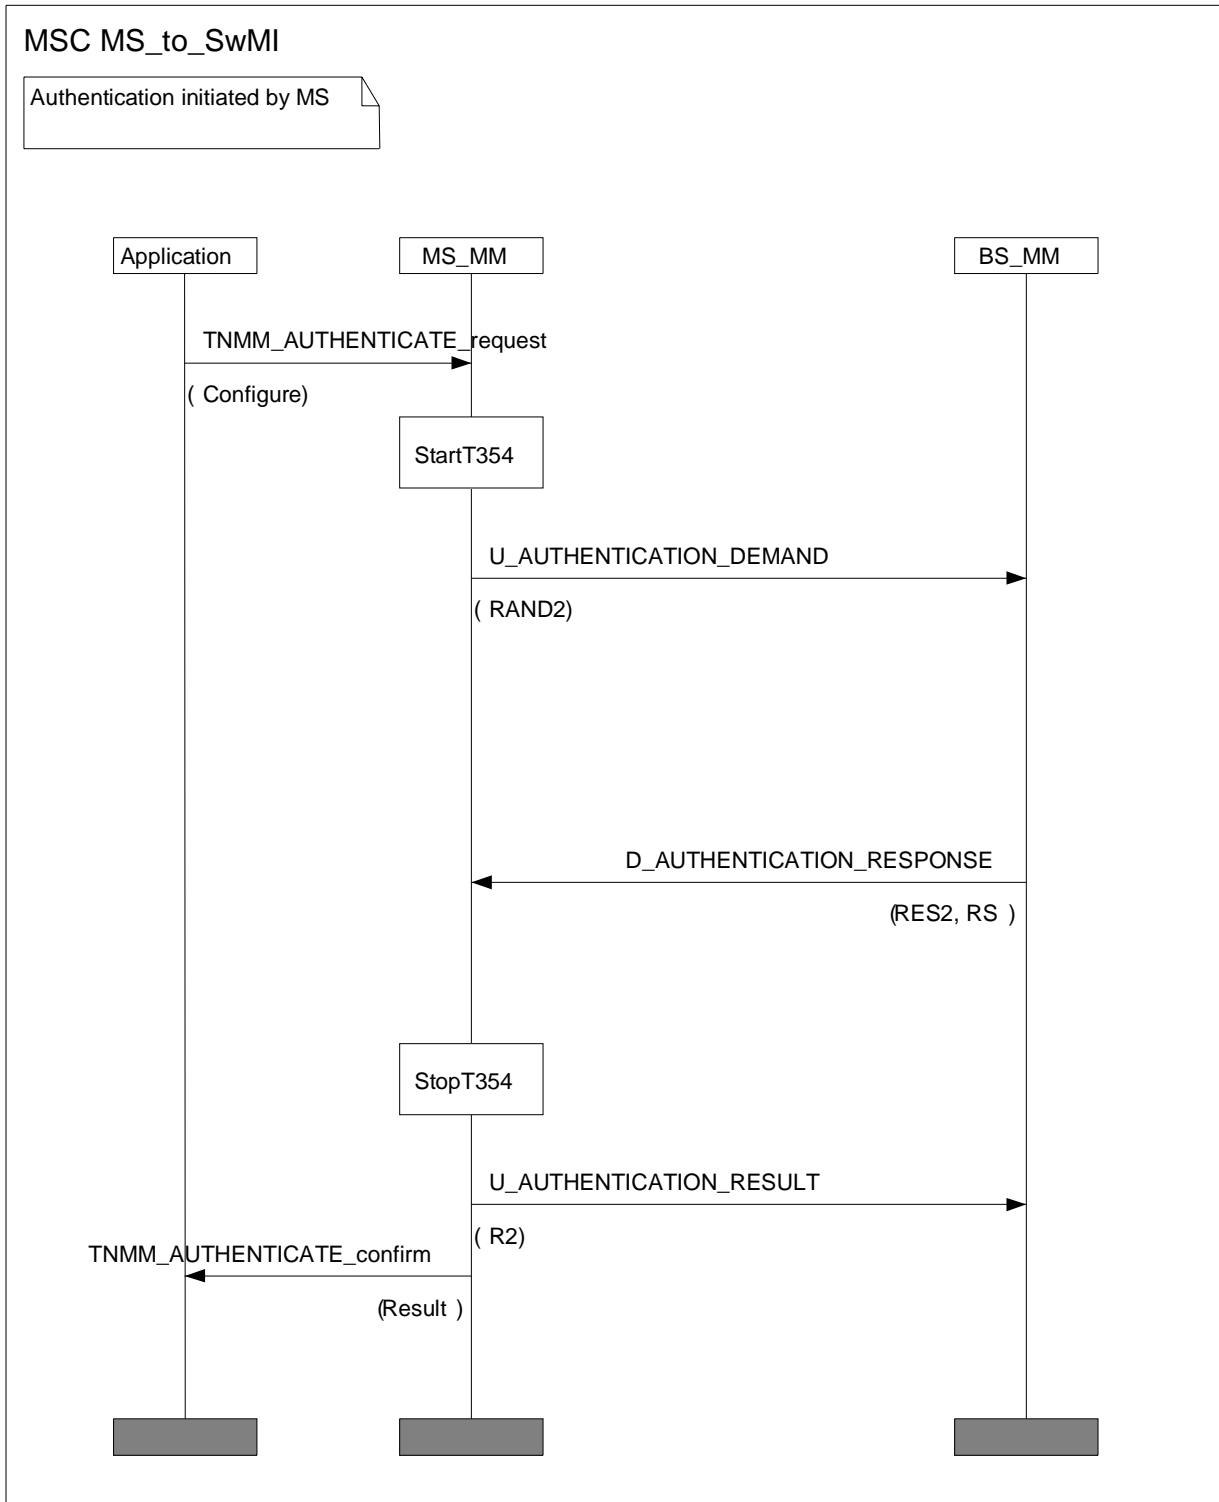 MSC MS_to_SwMI
Authentication initiated by MS
Application MS_MM BS_MM
TNMM_AUTHENTICATE_request
( Configure)
StartT354
U_AUTHENTICATION_DEMAND
( RAND2)
D_AUTHENTICATION_RESPONSE
(RES2, RS )
StopT354
U_AUTHENTICATION_RESULT
( R2)
TNMM_AUTHENTICATE_confirm
(Result )